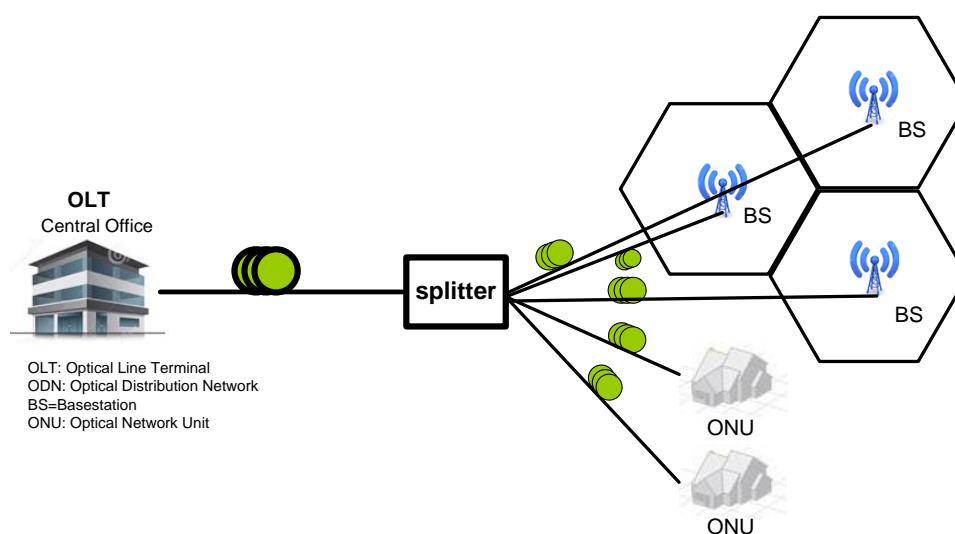 OLT
Central Office
OLT: Optical Line Terminal
ODN: Optical Distribution Network
BS=Basestation
ONU: Optical Network Unit
splitter
BS
BS
BS
ONU
ONU